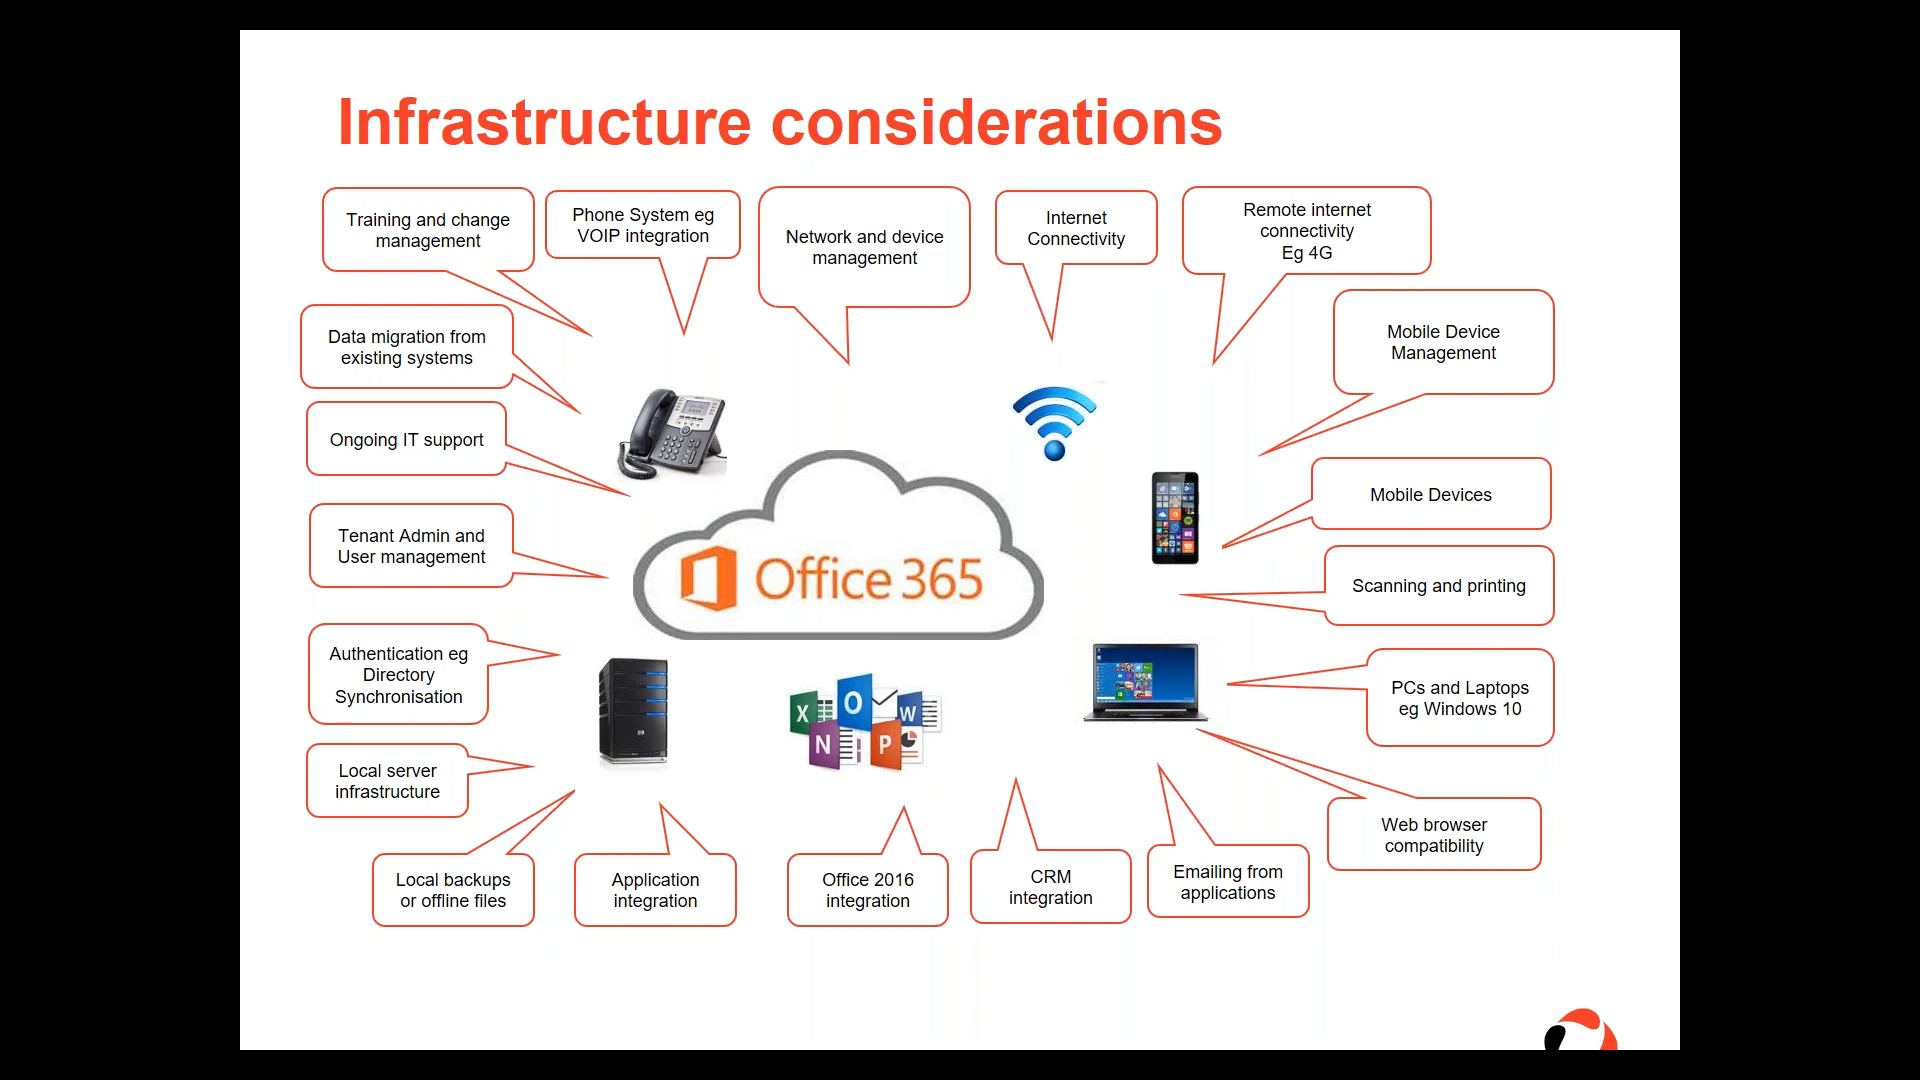 Infrastructure considerations
Training and change
management
Phone System eg
VOIP integration
Network and device
management
Internet
Connectivity
Remote internet
connectivity
Eg 4G
Data migration from
existing systems
Mobile Device
Management
Ongoing IT support
Mobile Devices
Tenant Admin and
User management
Office 365
Scanning and printing
Authentication eg
Directory
Synchronisation
PCs and Laptops
eg Windows 10
X
O
W
N
P
hp
Local server
infrastructure
Web browser
compatibility
Local backups
or offline files
Application
integration
Office 2016
integration
CRM
integration
Emailing from
applications